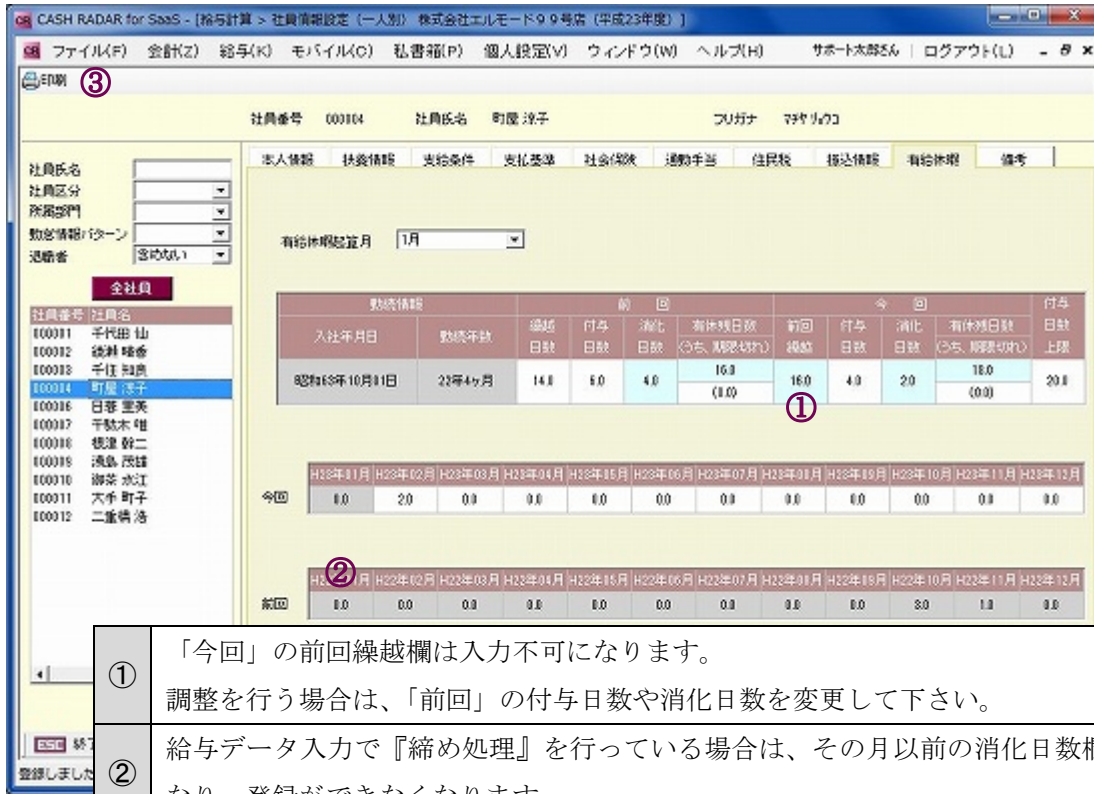 CASH RADAR for SaaS - [給与計算 > 社員情報設定（一人別） 株式会社エルモード９９号店（平成23年度）]
ファイル(F) 会計(Z) 給与(K) モバイル(C) 私書箱(P) 個人設定(V) ウィンドウ(W) ヘルプ(H) サポート太郎さん ログアウト(L)
印刷 ③
社員番号 000104 社員氏名 町屋 涼子 フリガナ マチヤ リョウコ
本人情報 扶養情報 支給条件 支払基準 社会保険 通勤手当 住民税 振込情報 有給休暇 備考
社員氏名
社員区分
所属部門
勤怠情報パターン
退職者 含めない
有給休暇起算月 1月
全社員
社員番号 社員名
千代田 仙
千住 知良
町屋 涼子
日暮 里美
千駄木 唯
根津 幹二
湯島 茂雄
御茶 水江
大手 町子
二重橋 浩
勤続情報 前 回 今 回 付与
入社年月日 勤続年数 繰越 付与 消化 有休残日数 前回 付与 消化 有休残日数 日数
日数 日数 日数 (うち、期限切れ) 繰越 日数 日数 (うち、期限切れ) 上限
昭和63年10月01日 22年4ヶ月 14.0 6.0 4.0 16.0 16.0 4.0 2.0 18.0 20.0
(0.0) ① (0.0)
H23年01月 H23年02月 H23年03月 H23年04月 H23年05月 H23年06月 H23年07月 H23年08月 H23年09月 H23年10月 H23年11月 H23年12月
今回 0.0 2.0 0.0 0.0 0.0 0.0 0.0 0.0 0.0 0.0 0.0 0.0
② 月 H22年02月 H22年03月 H22年04月 H22年05月 H22年06月 H22年07月 H22年08月 H22年09月 H22年10月 H22年11月 H22年12月
前回 0.0 0.0 0.0 0.0 0.0 0.0 0.0 0.0 0.0 3.0 1.0 0.0
① 「今回」の前回繰越欄は入力不可になります。
調整を行う場合は、「前回」の付与日数や消化日数を変更して下さい。
ESC 終了
登録しました
② 給与データ入力で『締め処理』を行っている場合は、その月以前の消化日数欄
なり、登録ができなくなります。